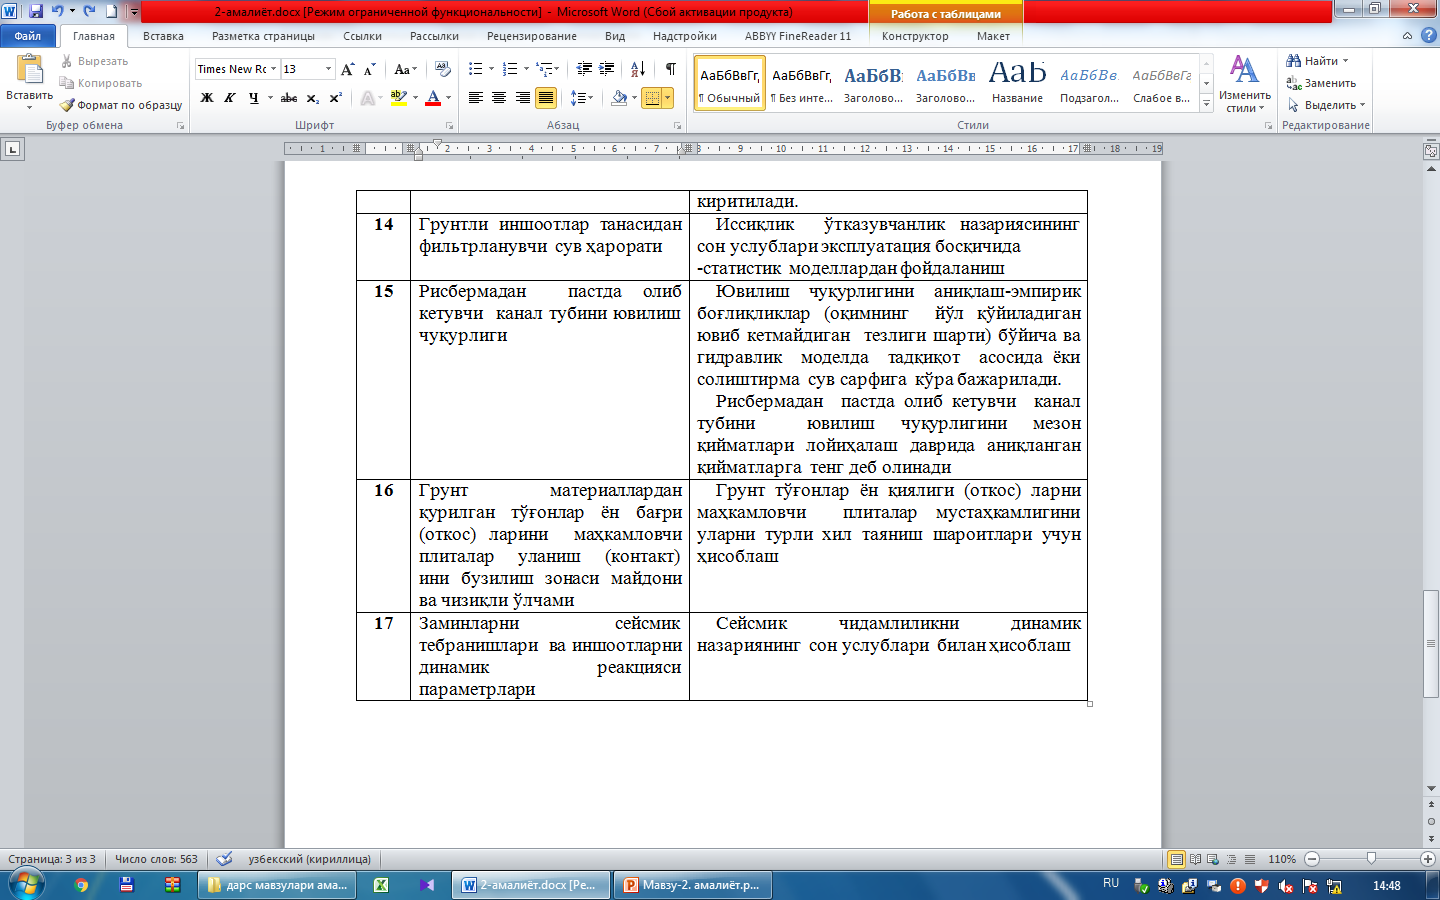 2-амалиёт.docx [Режим ограниченной функциональности] - Microsoft Word (Сбой активации продукта)
Работа с таблицами
Файл Главная Вставка Разметка страницы Ссылки Рассылки Рецензирование Вид Надстройки ABBYY FineReader 11 Конструктор Макет
Вставить
Вырезать
Копировать
Формат по образцу
Буфер обмена
Times New Ro 13
Шрифт
Абзац
АаБбВвГг, АаБбВвГг, АаБбВ АаБбВв АаБ АаБбВв. АаБбВвГг
¶ Обычный ¶ Без инте... Заголово... Заголово... Название Подзагол... Слабое в...
Стили
Изменить стили
Найти
Заменить
Выделить
Редактирование
киритилади.
14 Грунтли иншоотлар танасидан фильтрланувчи сув ҳарорати
Иссиқлик ўтказувчанлик назариясининг
сон услублари эксплуатация босқичида
-статистик моделлардан фойдаланиш
15 Рисбермадан пастда олиб
кетувчи канал тубини ювилиш
чуқурлиги
Ювилиш чуқурлигини аниқлаш-эмпирик
боғлиқликлар (оқимнинг йўл қўйиладиган
ювиб кетмайдиган тезлиги шарти) бўйича ва
гидравлик моделда тадқиқот асосида ёки
солиштирма сув сарфига кўра бажарилади.
Рисбермадан пастда олиб кетувчи канал
тубини ювилиш чуқурлигини мезон
қийматлари лойиҳалаш даврида аниқланган
қийматларга тенг деб олинади
16 Грунт материаллардан
қурилган тўғонлар ён бағри
(откос) ларини маҳкамловчи
плиталар уланиш (контакт)
ини бузилиш зонаси майдони
ва чизиқли ўлчами
Грунт тўғонлар ён қиялиги (откос) ларни
маҳкамловчи плиталар мустаҳкамлигини
уларни турли хил таяниш шароитлари учун
ҳисоблаш
17 Заминларни сейсмик
тебранишлари ва иншоотларни
динамик реакцияси
параметрлари
Сейсмик чидамлиликни динамик
назариянинг сон услублари билан ҳисоблаш
Страница: 3 из 3 Число слов: 563 узбекский (кириллица) 110%
дарс мавзулари ама... 2-амалиёт.docx [Ре... Мавзу-2. амалиёт.p... RU 14:48